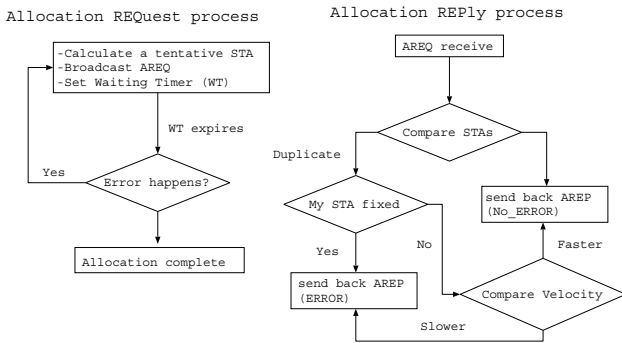 Allocation REQuest process
-Calculate a tentative STA
-Broadcast AREQ
-Set Waiting Timer (WT)
WT expires
Yes
Error happens?
Allocation complete
Allocation REPly process
AREQ receive
Compare STAs
Duplicate
My STA fixed
send back AREP
(No_ERROR)
Yes
No
Faster
send back AREP
(ERROR)
Compare Velocity
Slower